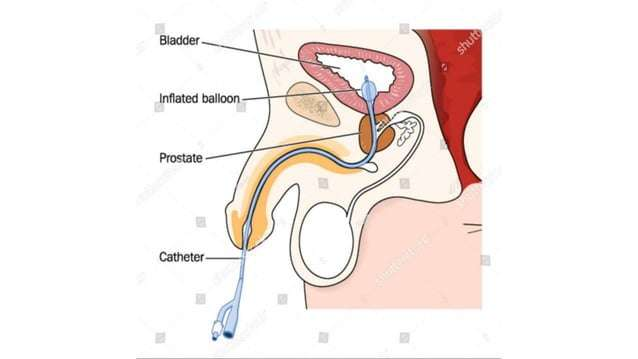 Bladder
Inflated balloon
Prostate
Catheter